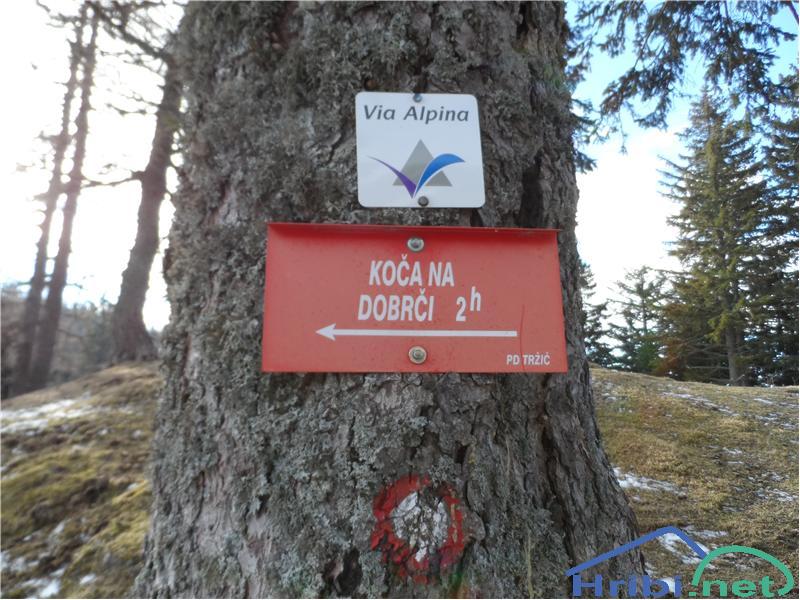 Via Alpina
KOČA NA
DOBRČI 2h
PD TRŽIČ
Hribi.net